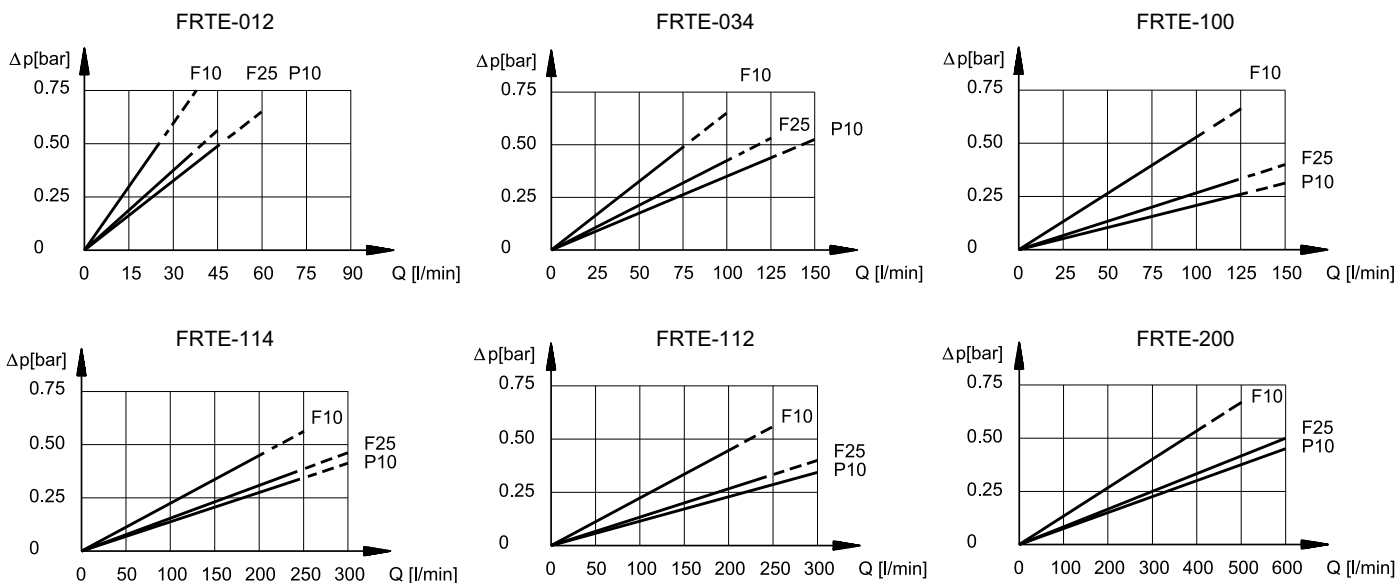 FRTE-012
Δp[bar]
F10 F25 P10
0.75
0.50
0.25
0
0 15 30 45 60 75 90 Q [l/min]
FRTE-034
Δp[bar]
F10
0.75
F25
P10
0.50
0.25
0
0 25 50 75 100 125 150 Q [l/min]
FRTE-100
Δp[bar]
F10
0.75
0.50
F25
P10
0.25
0
0 25 50 75 100 125 150 Q [l/min]
FRTE-114
Δp[bar]
0.75
F10
0.50
F25
P10
0.25
0
0 50 100 150 200 250 300 Q [l/min]
FRTE-112
Δp[bar]
0.75
F10
0.50
F25
P10
0.25
0
0 50 100 150 200 250 300 Q [l/min]
FRTE-200
Δp[bar]
0.75
F10
0.50
F25
P10
0.25
0
0 100 200 300 400 500 600 Q [l/min]